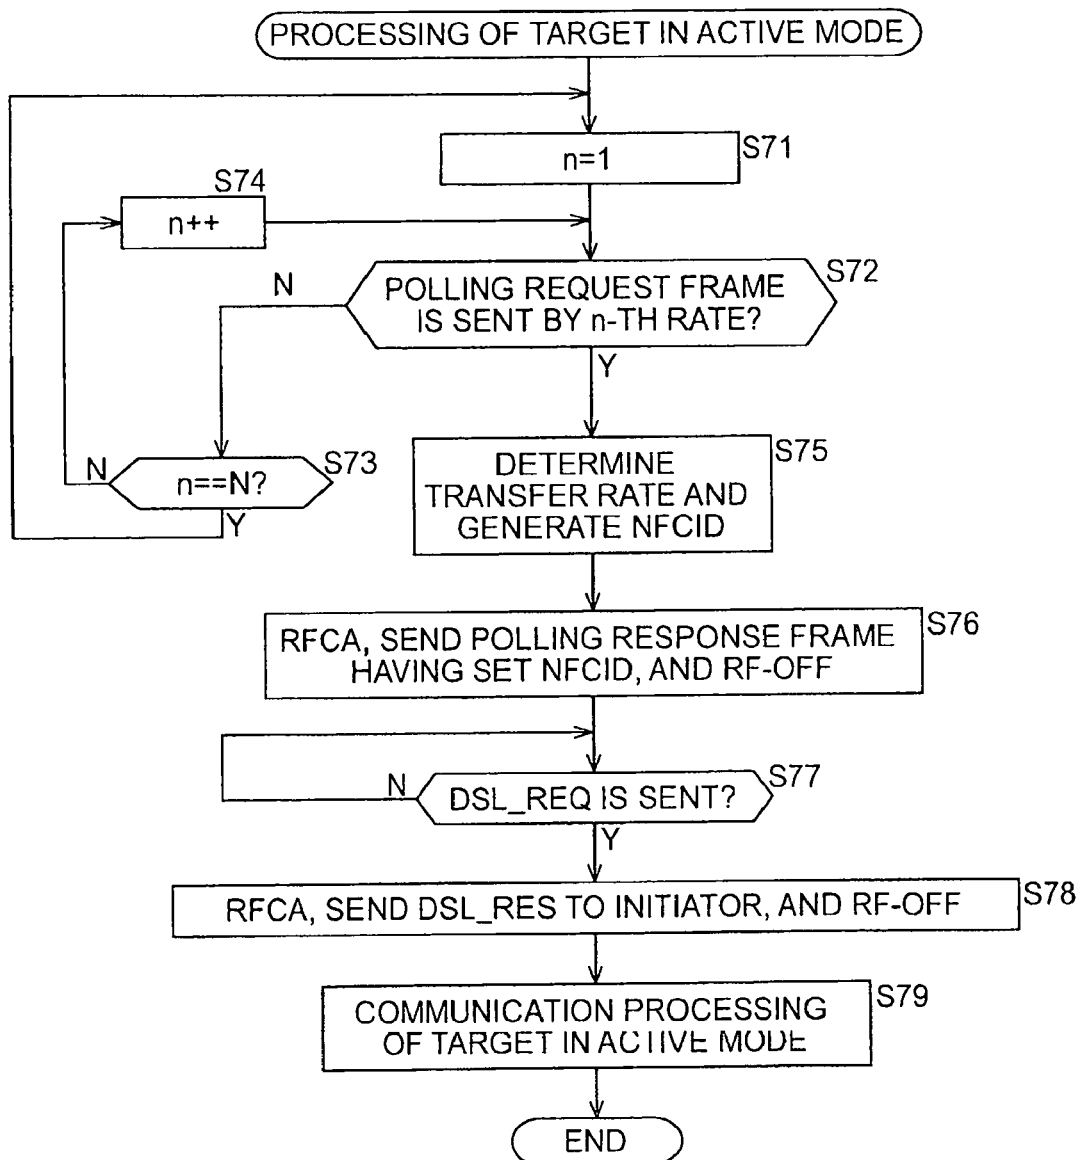 PROCESSING OF TARGET IN ACTIVE MODE
n=1
S71
S74
n++
S72
N
POLLING REQUEST FRAME
IS SENT BY n-TH RATE?
Y
S73
N
n==N?
Y
S75
DETERMINE
TRANSFER RATE AND
GENERATE NFCID
S76
RFCA, SEND POLLING RESPONSE FRAME
HAVING SET NFCID, AND RF-OFF
S77
N
DSL_REQ IS SENT?
Y
RFCA, SEND DSL_RES TO INITIATOR, AND RF-OFF
S78
S79
COMMUNICATION PROCESSING
OF TARGET IN ACTIVE MODE
END